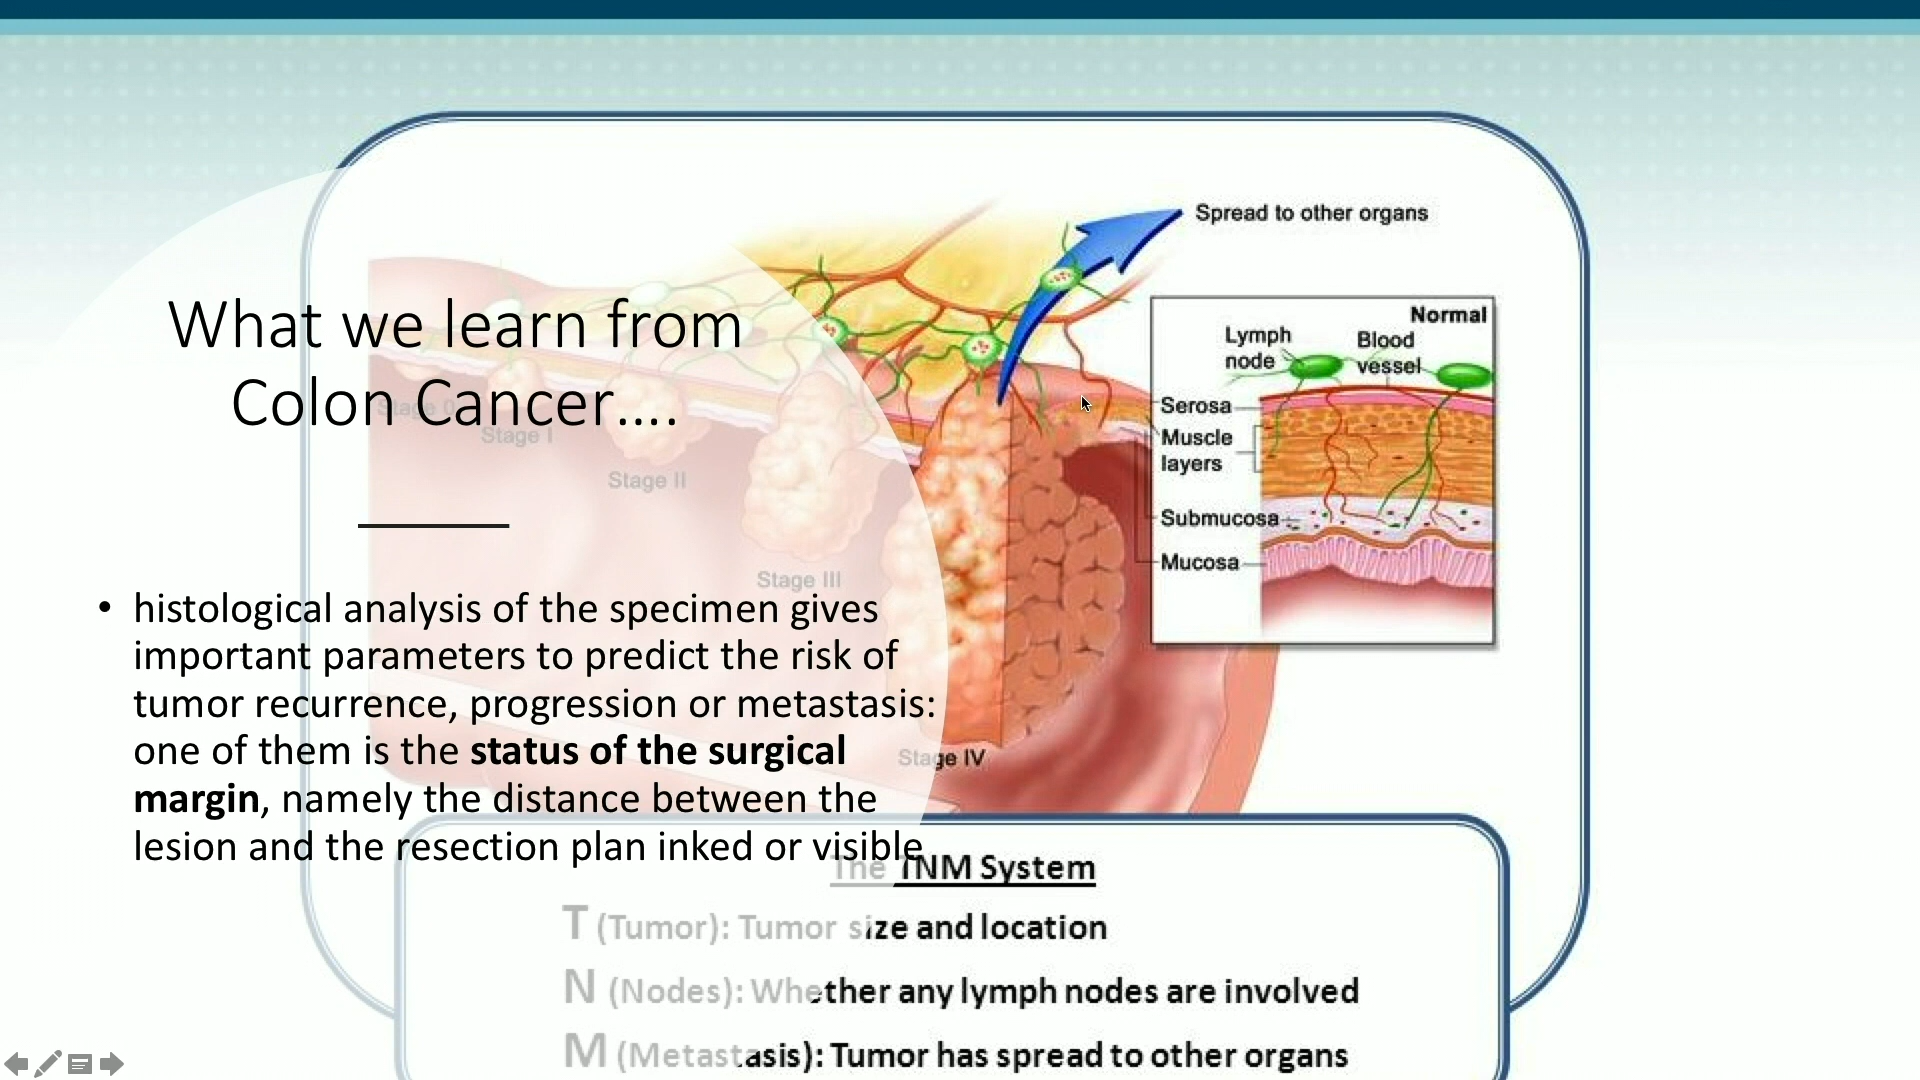 What we learn from
Colon Cancer....
• histological analysis of the specimen gives
important parameters to predict the risk of
tumor recurrence, progression or metastasis:
one of them is the status of the surgical
margin, namely the distance between the
lesion and the resection plan inked or visible
Spread to other organs
Normal
Lymph
node
Blood
vessel
Serosa
Muscle
layers
Submucosa
Mucosa
Stage 0
Stage I
Stage II
Stage III
Stage IV
The TNM System
T (Tumor): Tumor size and location
N (Nodes): Whether any lymph nodes are involved
M (Metastasis): Tumor has spread to other organs